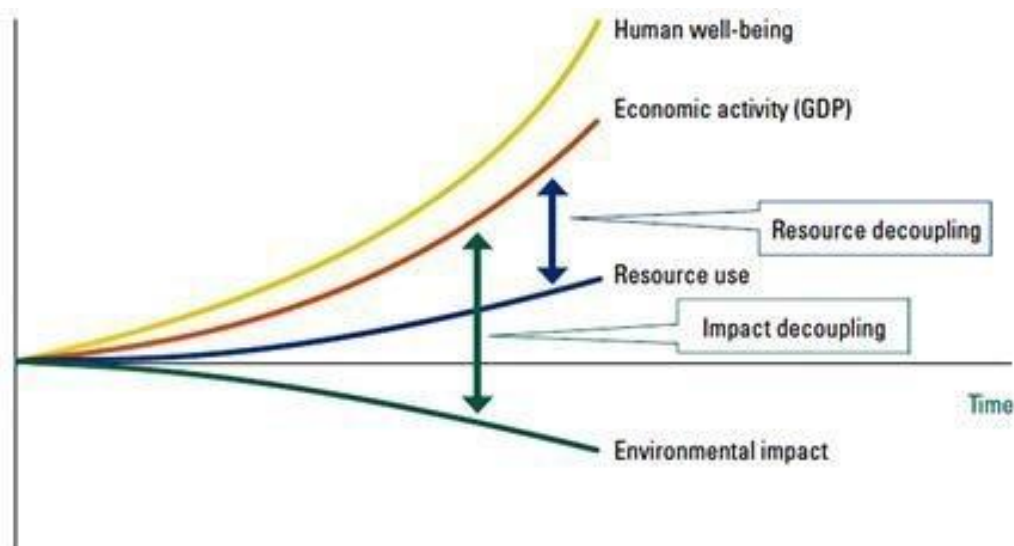 Human well-being
Economic activity (GDP)
Resource decoupling
Resource use
Impact decoupling
Time
Environmental impact